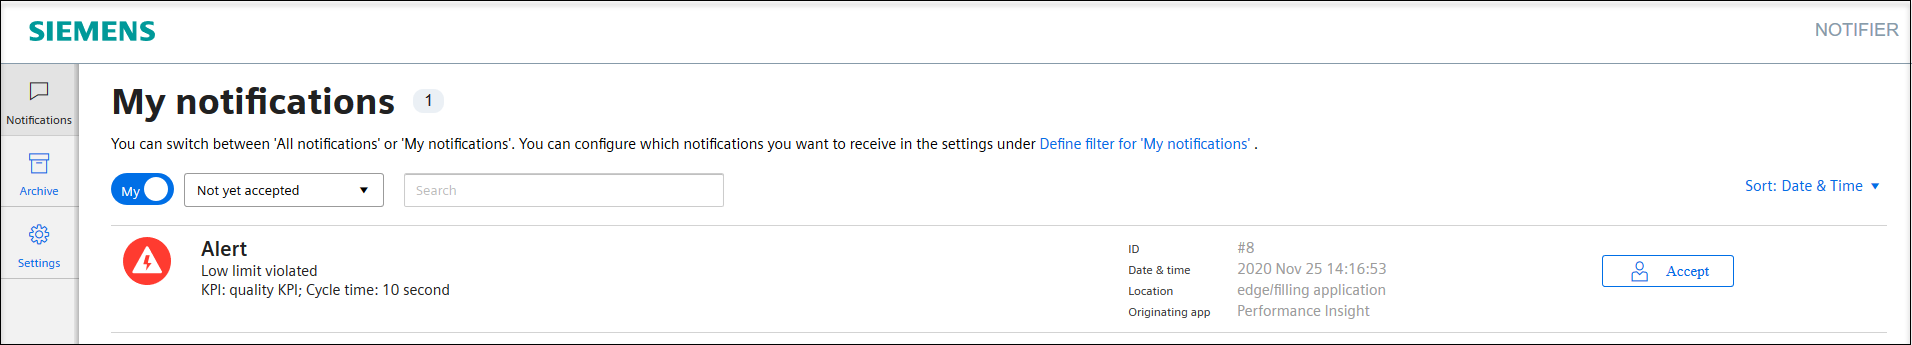 SIEMENS
NOTIFIER
Notifications
Archive
Settings
My notifications 1
You can switch between 'All notifications' or 'My notifications'. You can configure which notifications you want to receive in the settings under Define filter for 'My notifications' .
My Not yet accepted Search Sort: Date & Time
Alert
Low limit violated
KPI: quality KPI; Cycle time: 10 second
ID #8
Date & time 2020 Nov 25 14:16:53
Location edge/filling application
Originating app Performance Insight
Accept